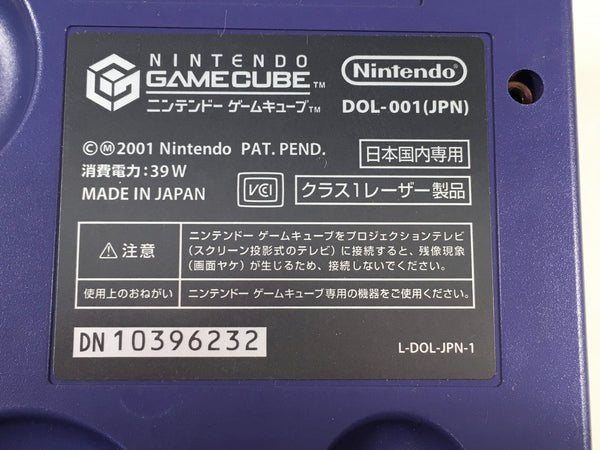 NINTENDO
GAMECUBE™
ニンテンドー ゲームキューブ™
Nintendo®
DOL-001(JPN)
©Ⓜ2001 Nintendo PAT. PEND.
消費電力：39W
MADE IN JAPAN
VCI
日本国内専用
クラス1レーザー製品
⚠注意
ニンテンドー ゲームキューブをプロジェクションテレビ
（スクリーン投影式のテレビ）に接続すると、残像現象
（画面ヤケ）が生じるため、接続しないでください。
使用上のおねがい
ニンテンドー ゲームキューブ専用の機器をご使用ください。
DN 10396232
L-DOL-JPN-1